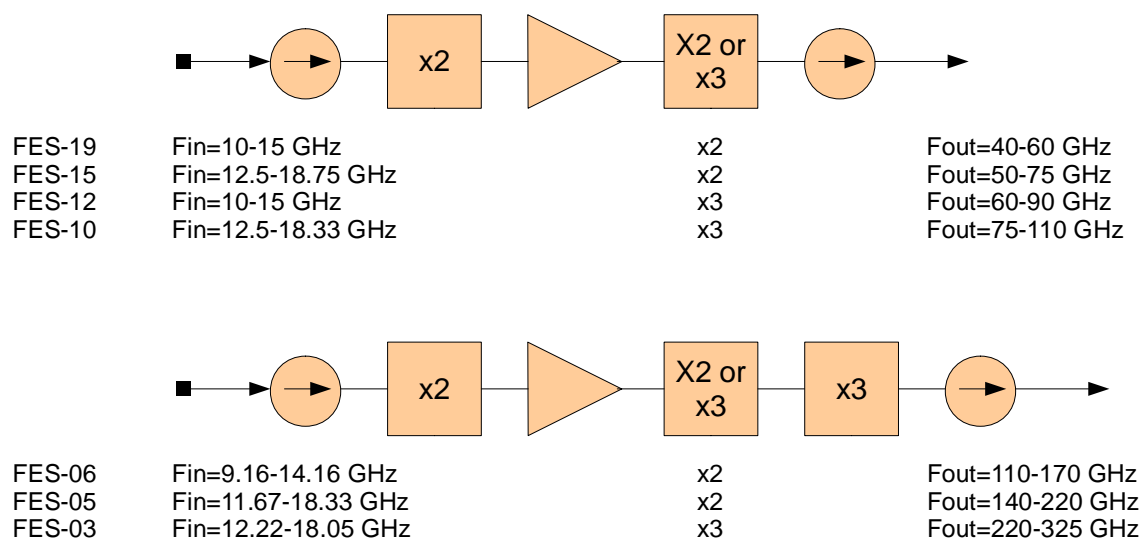 x2
X2 or
x3
FES-19 Fin=10-15 GHz x2 Fout=40-60 GHz
FES-15 Fin=12.5-18.75 GHz x2 Fout=50-75 GHz
FES-12 Fin=10-15 GHz x3 Fout=60-90 GHz
FES-10 Fin=12.5-18.33 GHz x3 Fout=75-110 GHz
x2
X2 or
x3
x3
FES-06 Fin=9.16-14.16 GHz x2 Fout=110-170 GHz
FES-05 Fin=11.67-18.33 GHz x2 Fout=140-220 GHz
FES-03 Fin=12.22-18.05 GHz x3 Fout=220-325 GHz